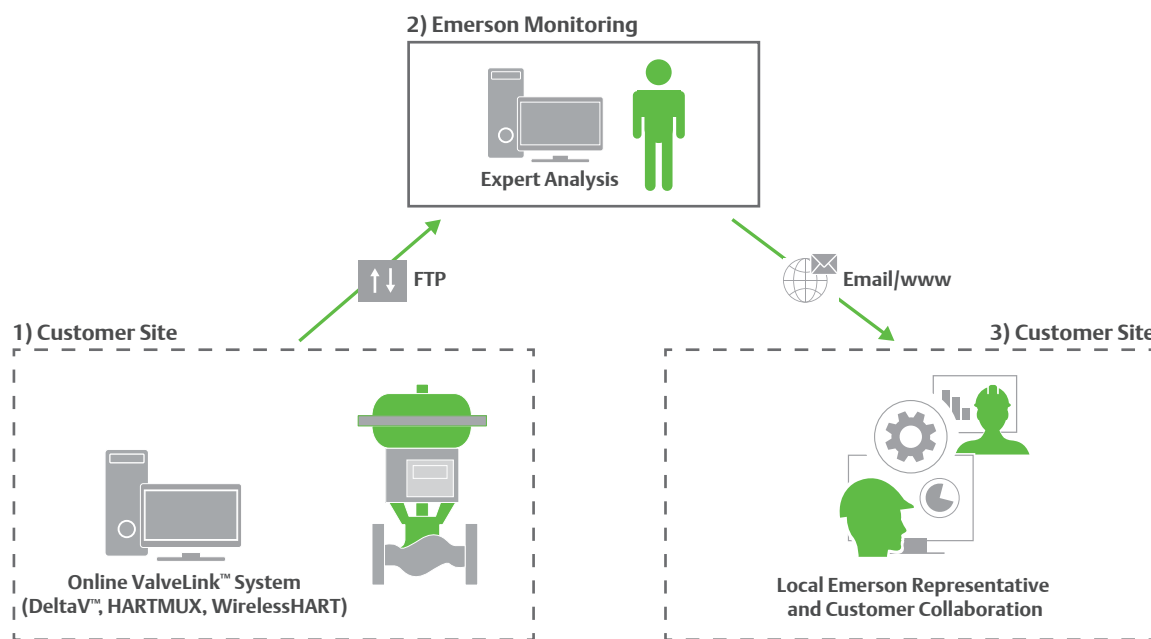 2) Emerson Monitoring
Expert Analysis
FTP
Email/www
1) Customer Site
3) Customer Site
Online ValveLink™ System
(DeltaV™, HARTMUX, WirelessHART)
Local Emerson Representative
and Customer Collaboration